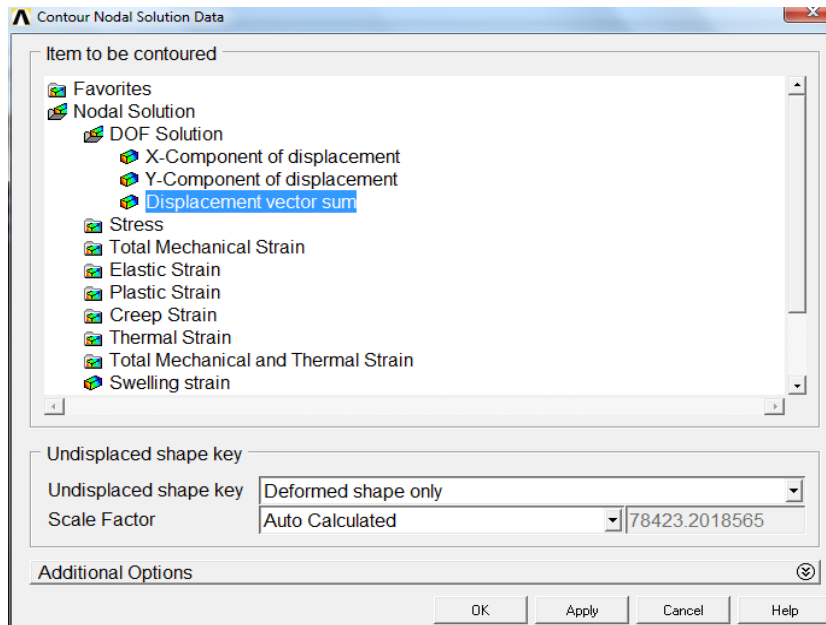 Contour Nodal Solution Data
Item to be contoured
Favorites
Nodal Solution
DOF Solution
X-Component of displacement
Y-Component of displacement
Displacement vector sum
Stress
Total Mechanical Strain
Elastic Strain
Plastic Strain
Creep Strain
Thermal Strain
Total Mechanical and Thermal Strain
Swelling strain
Undisplaced shape key
Undisplaced shape key Deformed shape only
Scale Factor Auto Calculated 78423.2018565
Additional Options
OK Apply Cancel Help